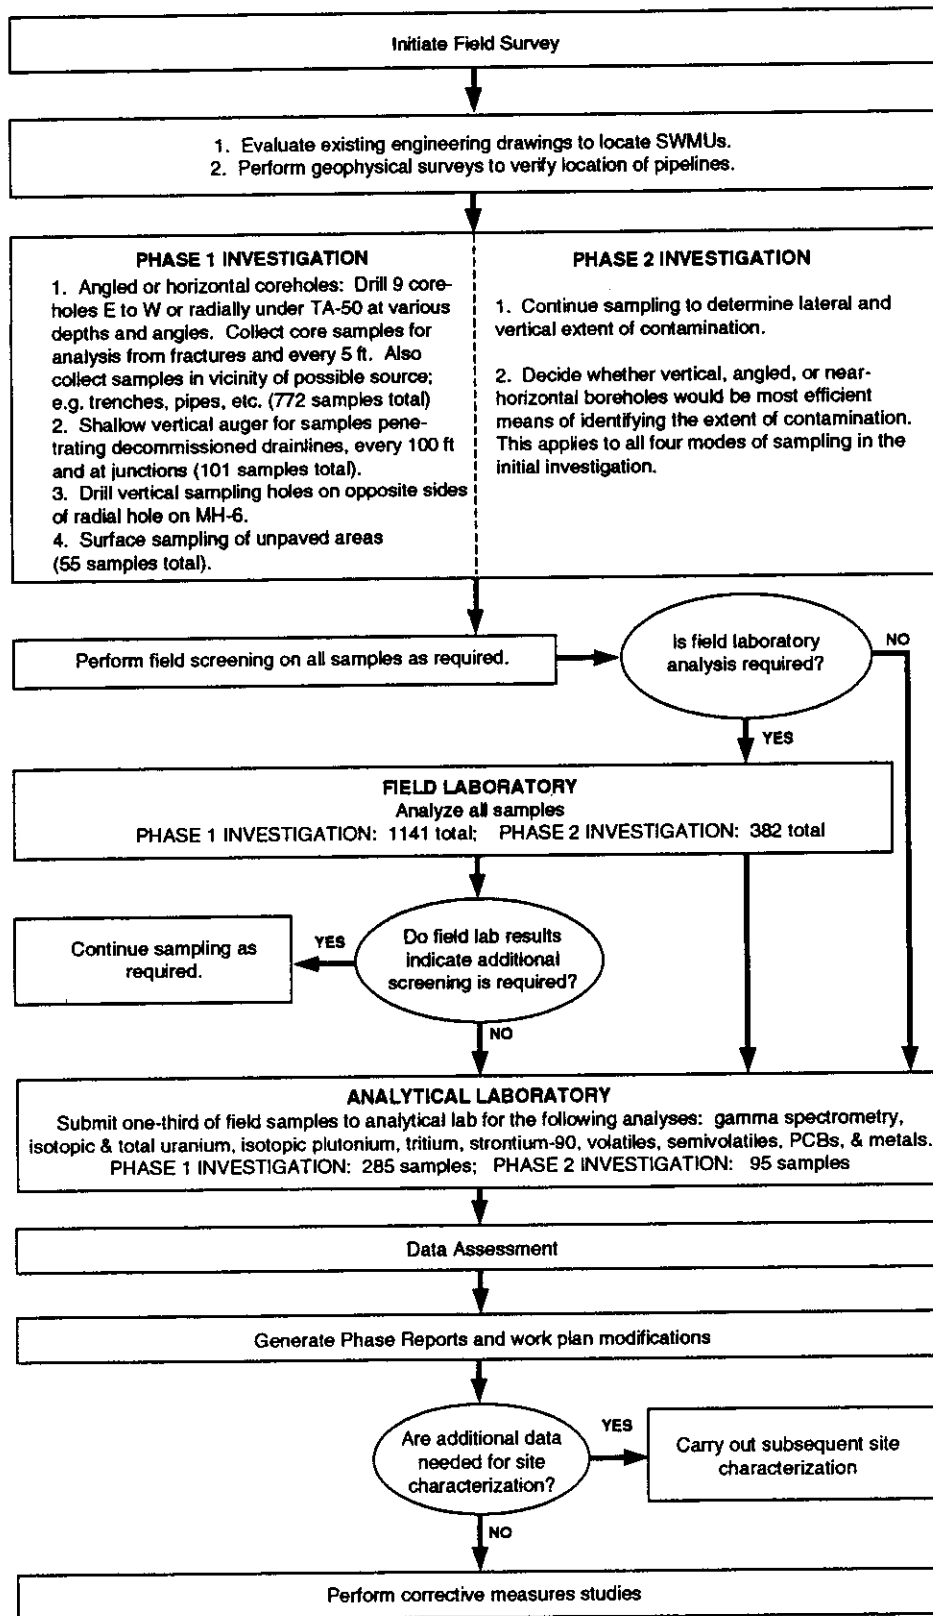 Initiate Field Survey
1. Evaluate existing engineering drawings to locate SWMUs.
2. Perform geophysical surveys to verify location of pipelines.
PHASE 1 INVESTIGATION
1. Angled or horizontal coreholes: Drill 9 core-
holes E to W or radially under TA-50 at various
depths and angles. Collect core samples for
analysis from fractures and every 5 ft. Also
collect samples in vicinity of possible source;
e.g. trenches, pipes, etc. (772 samples total)
2. Shallow vertical auger for samples pene-
trating decommissioned drainlines, every 100 ft
and at junctions (101 samples total).
3. Drill vertical sampling holes on opposite sides
of radial hole on MH-6.
4. Surface sampling of unpaved areas
(55 samples total).
PHASE 2 INVESTIGATION
1. Continue sampling to determine lateral and
vertical extent of contamination.
2. Decide whether vertical, angled, or near-
horizontal boreholes would be most efficient
means of identifying the extent of contamination.
This applies to all four modes of sampling in the
initial investigation.
Perform field screening on all samples as required.
Is field laboratory
analysis required?
NO
YES
FIELD LABORATORY
Analyze all samples
PHASE 1 INVESTIGATION: 1141 total; PHASE 2 INVESTIGATION: 382 total
Continue sampling as
required.
YES
Do field lab results
indicate additional
screening is required?
NO
ANALYTICAL LABORATORY
Submit one-third of field samples to analytical lab for the following analyses: gamma spectrometry,
isotopic & total uranium, isotopic plutonium, tritium, strontium-90, volatiles, semivolatiles, PCBs, & metals.
PHASE 1 INVESTIGATION: 285 samples; PHASE 2 INVESTIGATION: 95 samples
Data Assessment
Generate Phase Reports and work plan modifications
Are additional data
needed for site
characterization?
YES
Carry out subsequent site
characterization
NO
Perform corrective measures studies